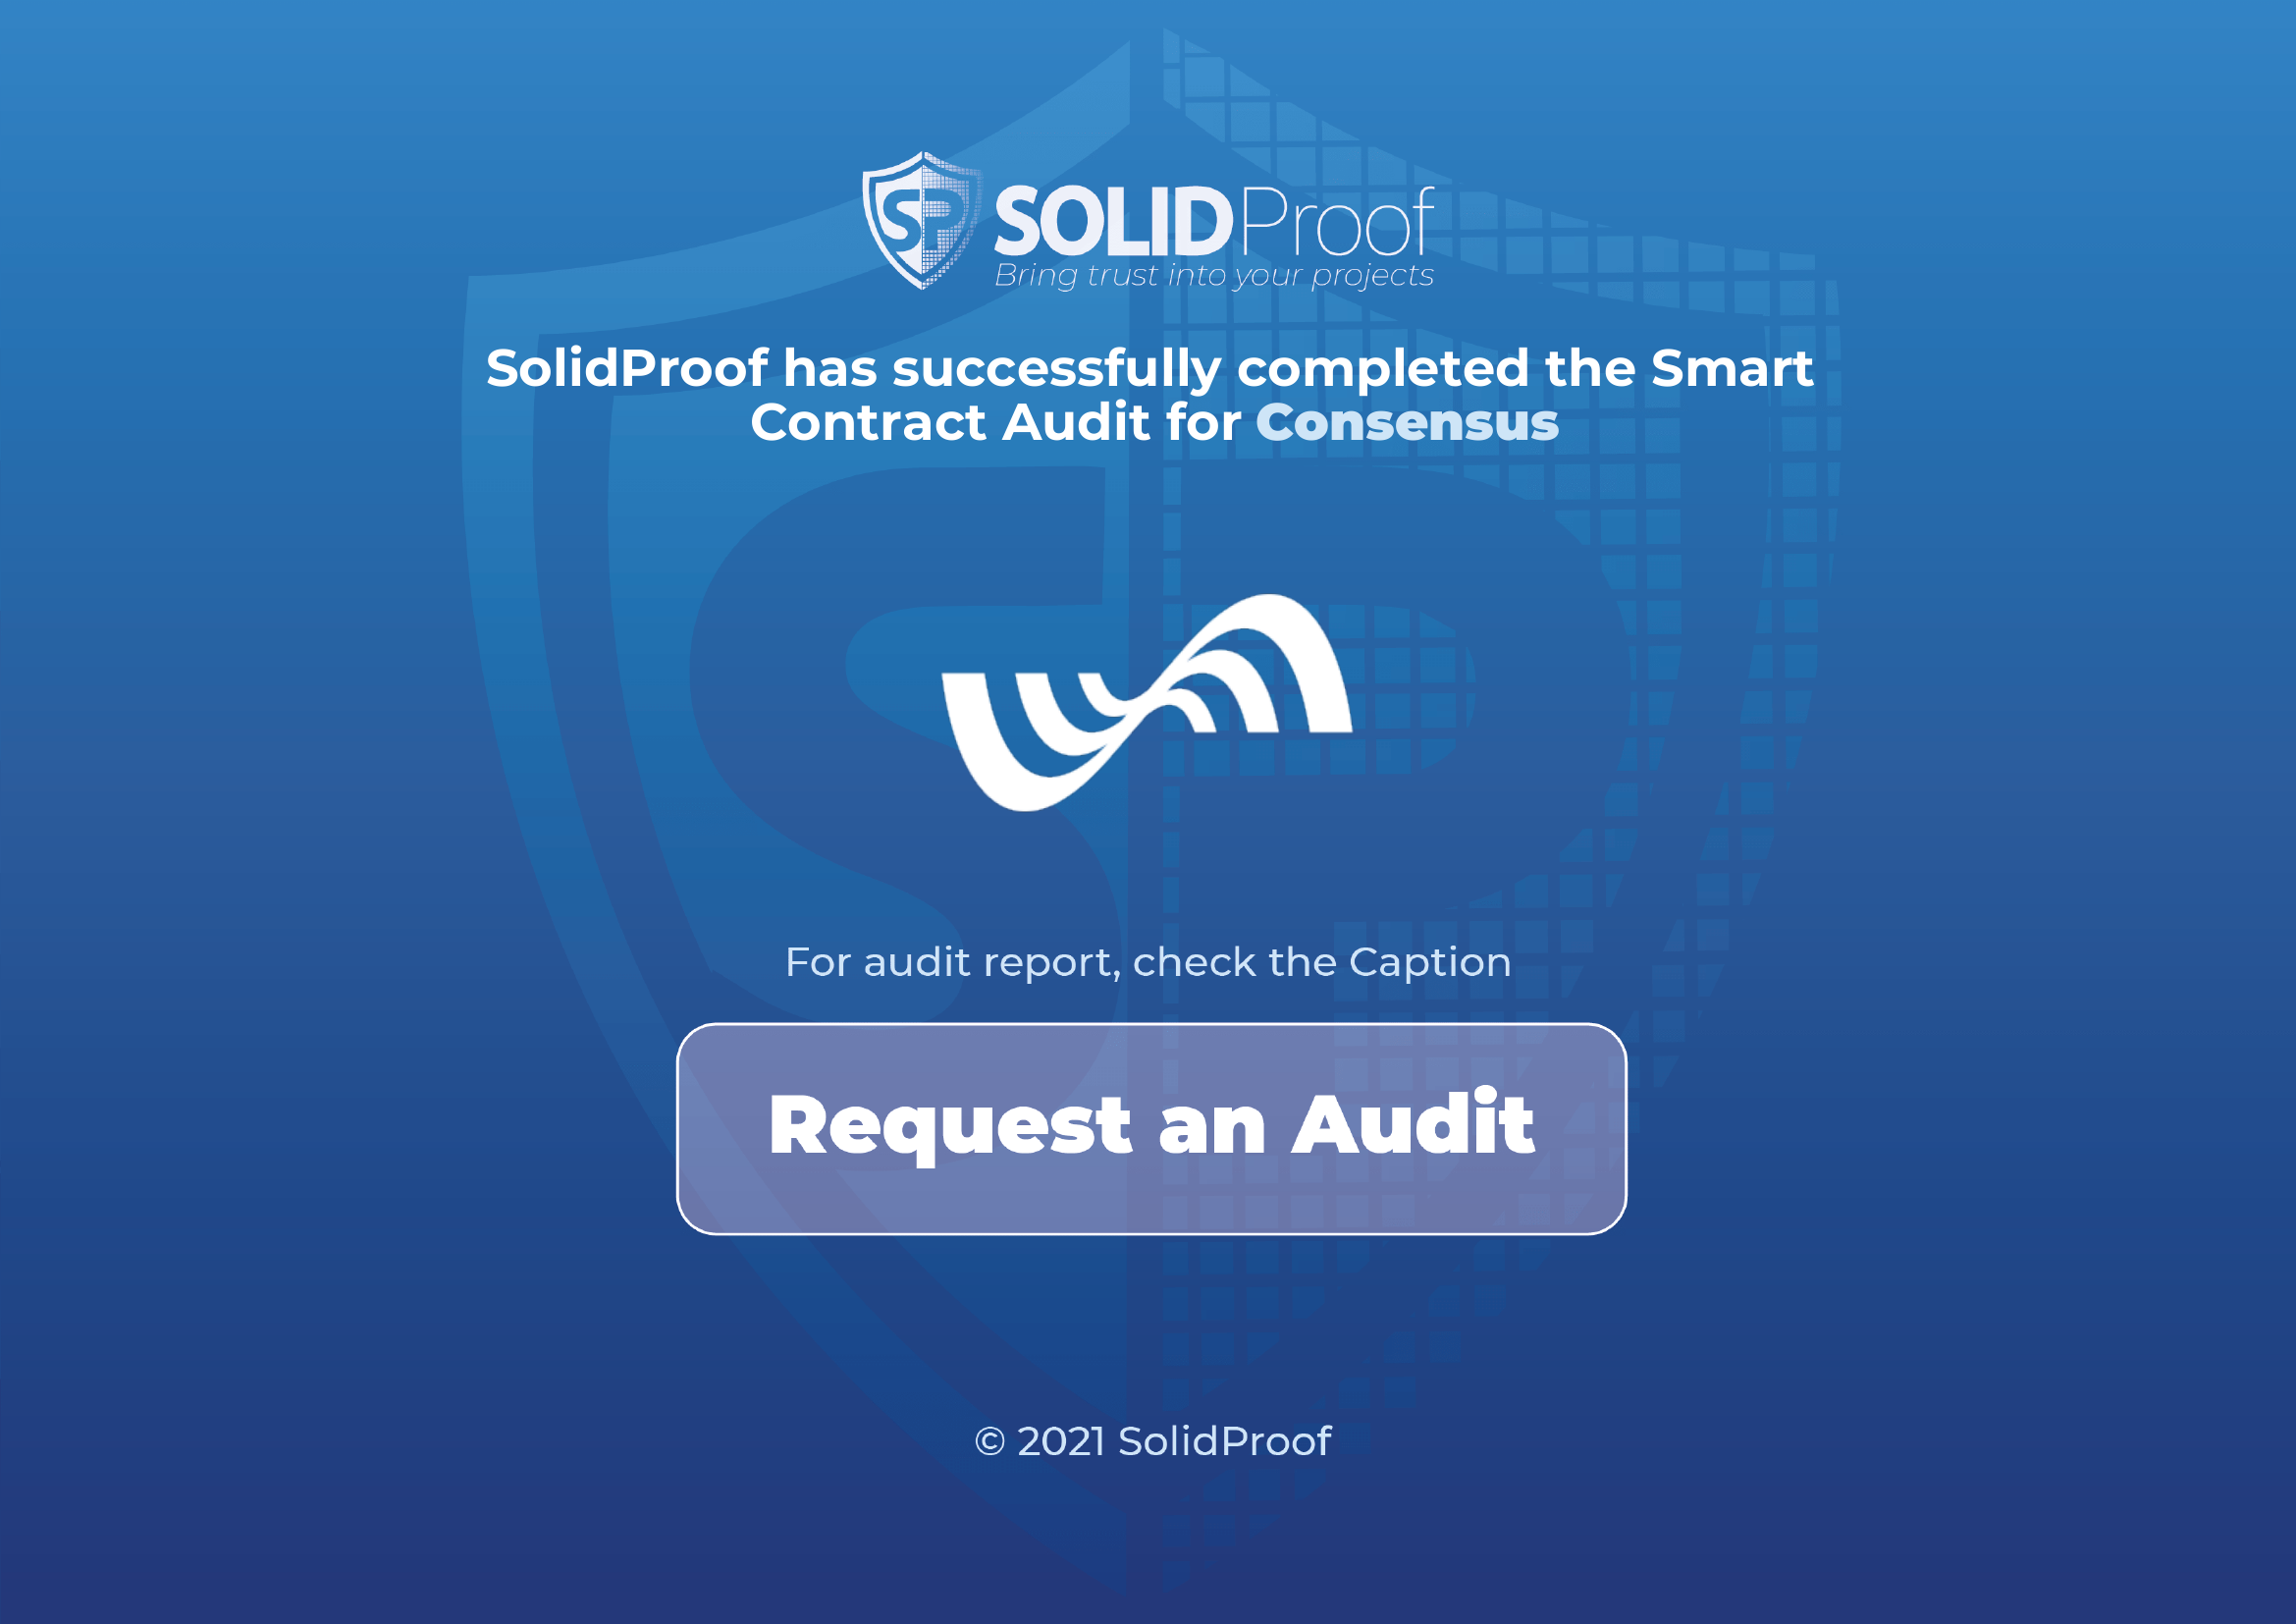 SP SOLIDProof
Bring trust into your projects
SolidProof has successfully completed the Smart
Contract Audit for Consensus
For audit report, check the Caption
Request an Audit
© 2021 SolidProof